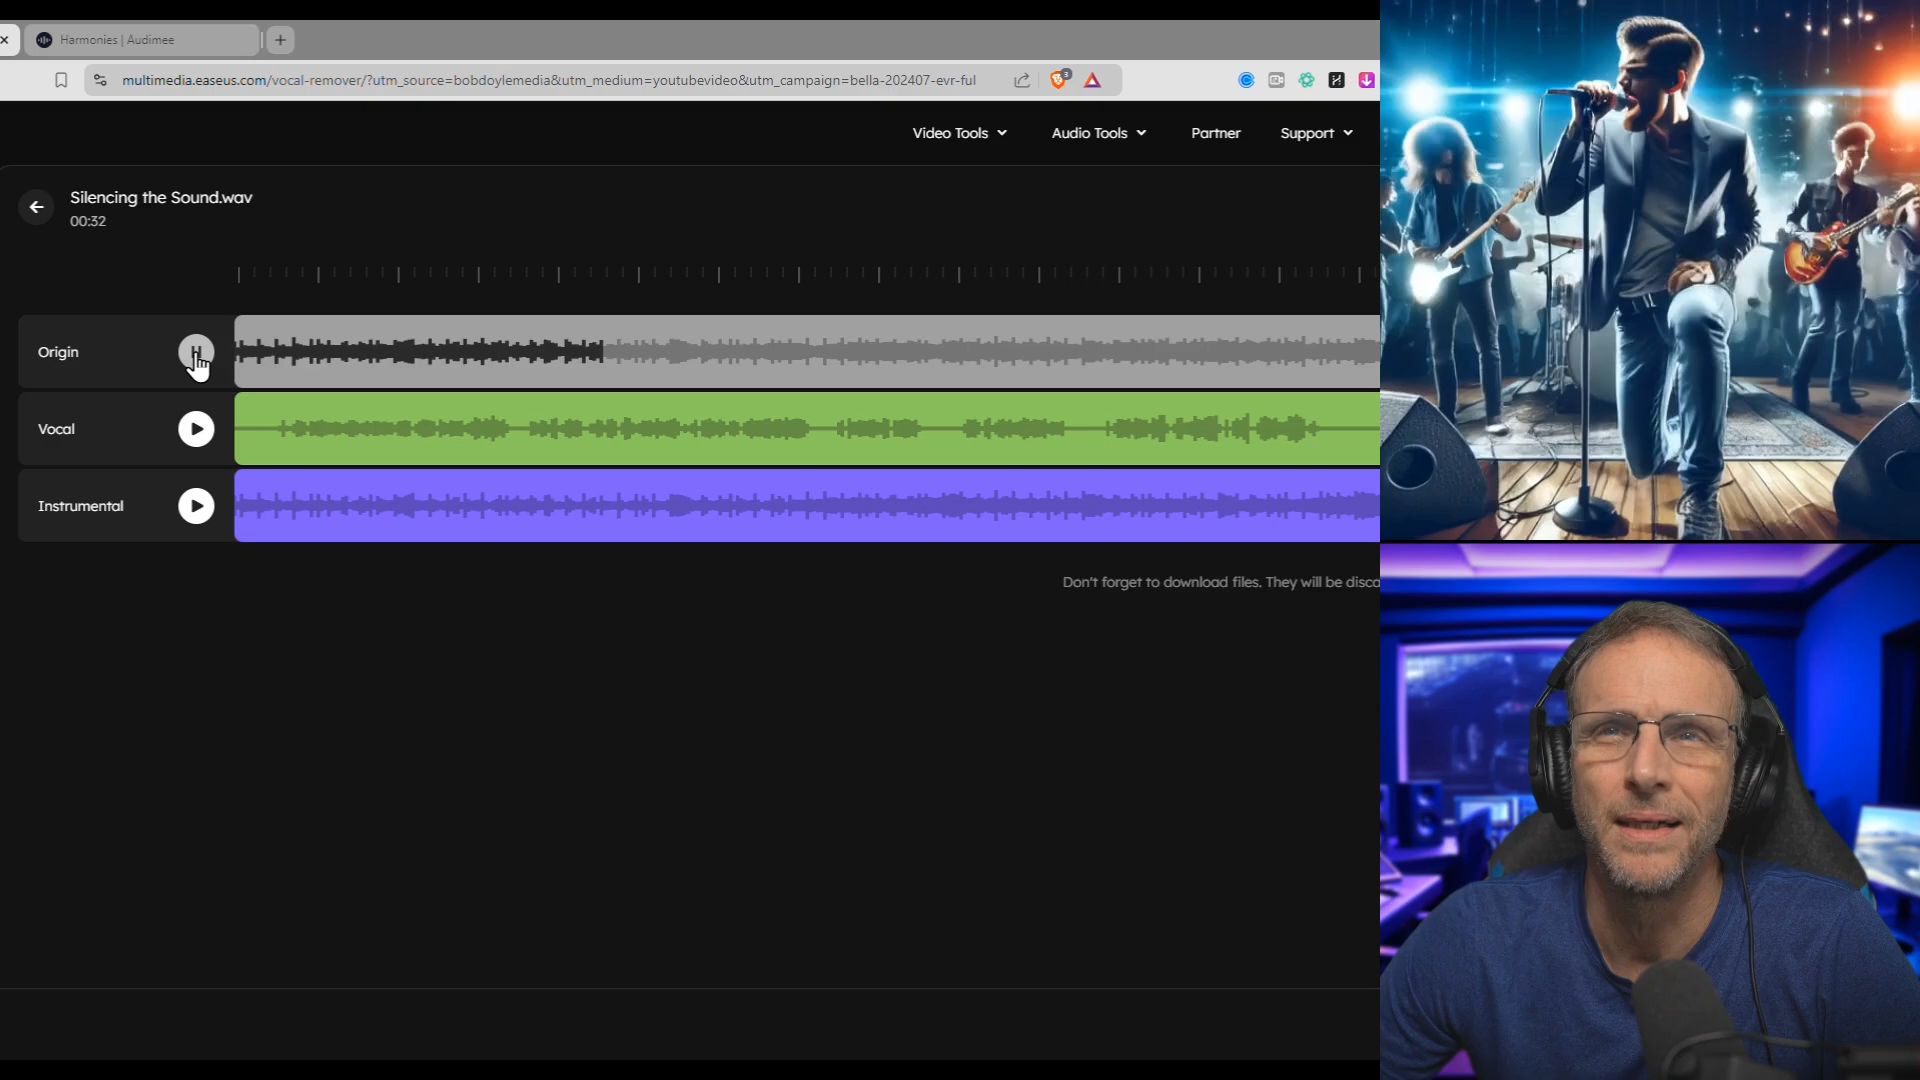 Harmonies | Audimee
multimedia.easeus.com/vocal-remover/?utm_source=bobdoylemedia&utm_medium=youtubevideo&utm_campaign=bella-202407-evr-ful
3
Video Tools
Audio Tools
Partner
Support
Silencing the Sound.wav
00:32
Origin
Vocal
Instrumental
Don't forget to download files. They will be disca